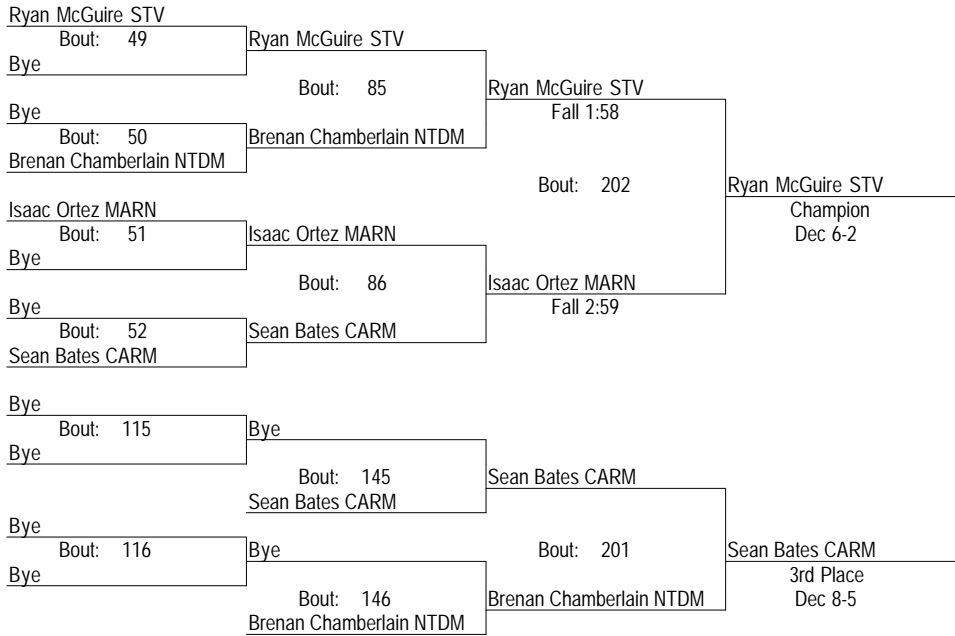 Ryan McGuire STV
Bout: 49
Ryan McGuire STV
Bye
Bout: 85
Ryan McGuire STV
Bye
Fall 1:58
Bout: 50
Brenan Chamberlain NTDM
Brenan Chamberlain NTDM
Bout: 202
Ryan McGuire STV
Isaac Ortez MARN
Champion
Bout: 51
Isaac Ortez MARN
Dec 6-2
Bye
Bout: 86
Isaac Ortez MARN
Bye
Fall 2:59
Bout: 52
Sean Bates CARM
Sean Bates CARM
Bye
Bout: 115
Bye
Bye
Bout: 145
Sean Bates CARM
Sean Bates CARM
Bye
Bout: 116
Bye
Bout: 201
Sean Bates CARM
Bye
3rd Place
Bout: 146
Brenan Chamberlain NTDM
Dec 8-5
Brenan Chamberlain NTDM